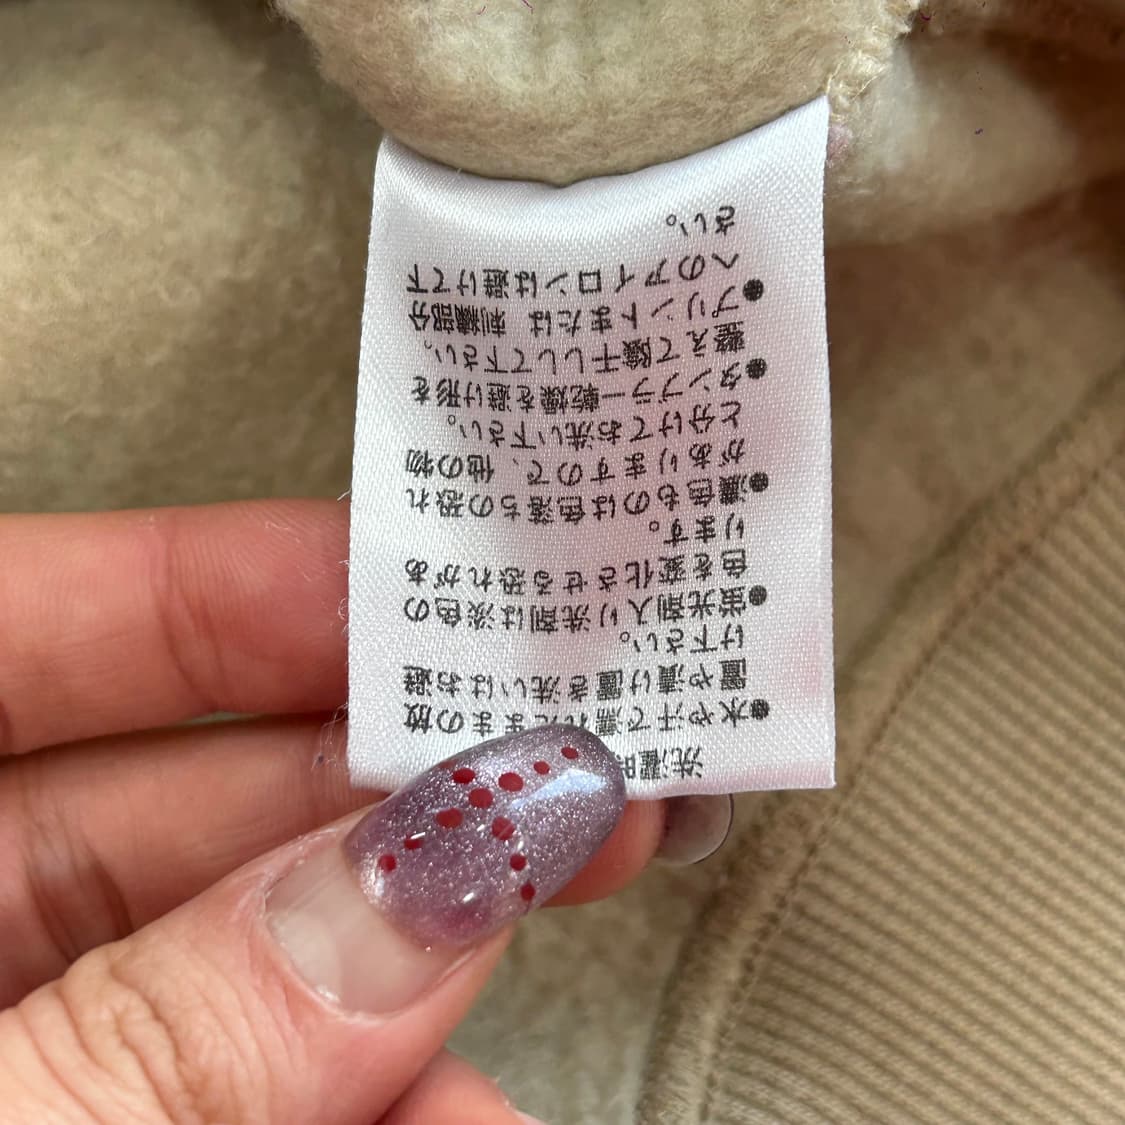 洗濯時
●水や汗で濡れたままの放
置や漬け置き洗いはお避
け下さい。
●蛍光剤入り洗剤は淡色の
色を変化させる恐れがあ
ります。
●濃色ものは色落ちの恐れ
がありますので、他の物
と分けてお洗い下さい。
●タンブラー乾燥を避け形を
整えて陰干しして下さい。
●プリントまたは 刺繍部分
へのアイロンは避けて下
さい。